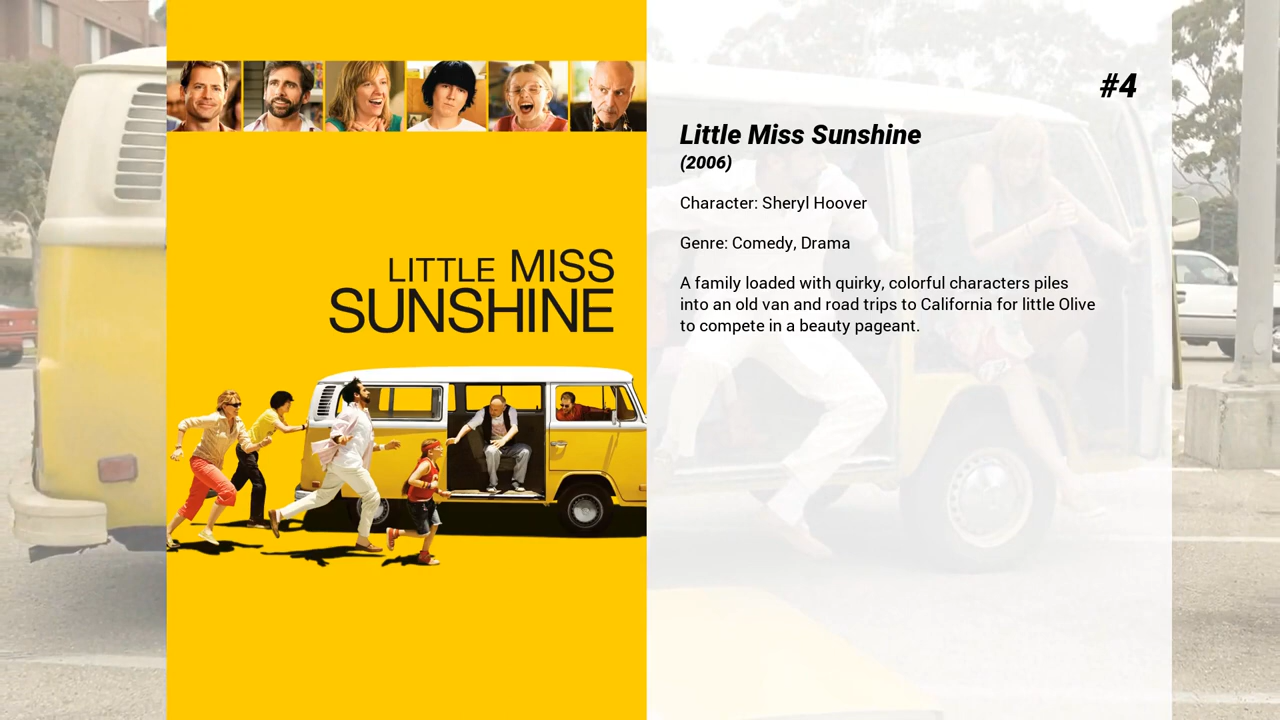 LITTLE MISS
SUNSHINE
#4
Little Miss Sunshine
(2006)
Character: Sheryl Hoover
Genre: Comedy, Drama
A family loaded with quirky, colorful characters piles
into an old van and road trips to California for little Olive
to compete in a beauty pageant.